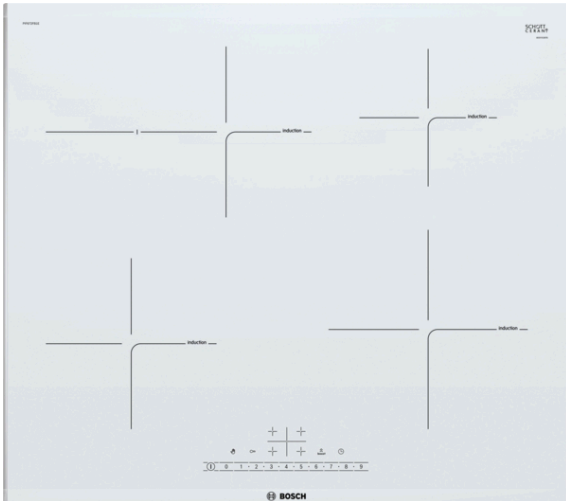 SCHOTT
CERAN
induction
induction
induction
induction
0 1 · 2 · 3 · 4 · 5 · 6 · 7 · 8 · 9
BOSCH